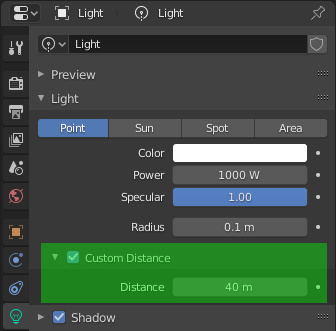 Light Light
Light
Preview
Light
Point Sun Spot Area
Color
Power 1000 W
Specular 1.00
Radius 0.1 m
Custom Distance
Distance 40 m
Shadow